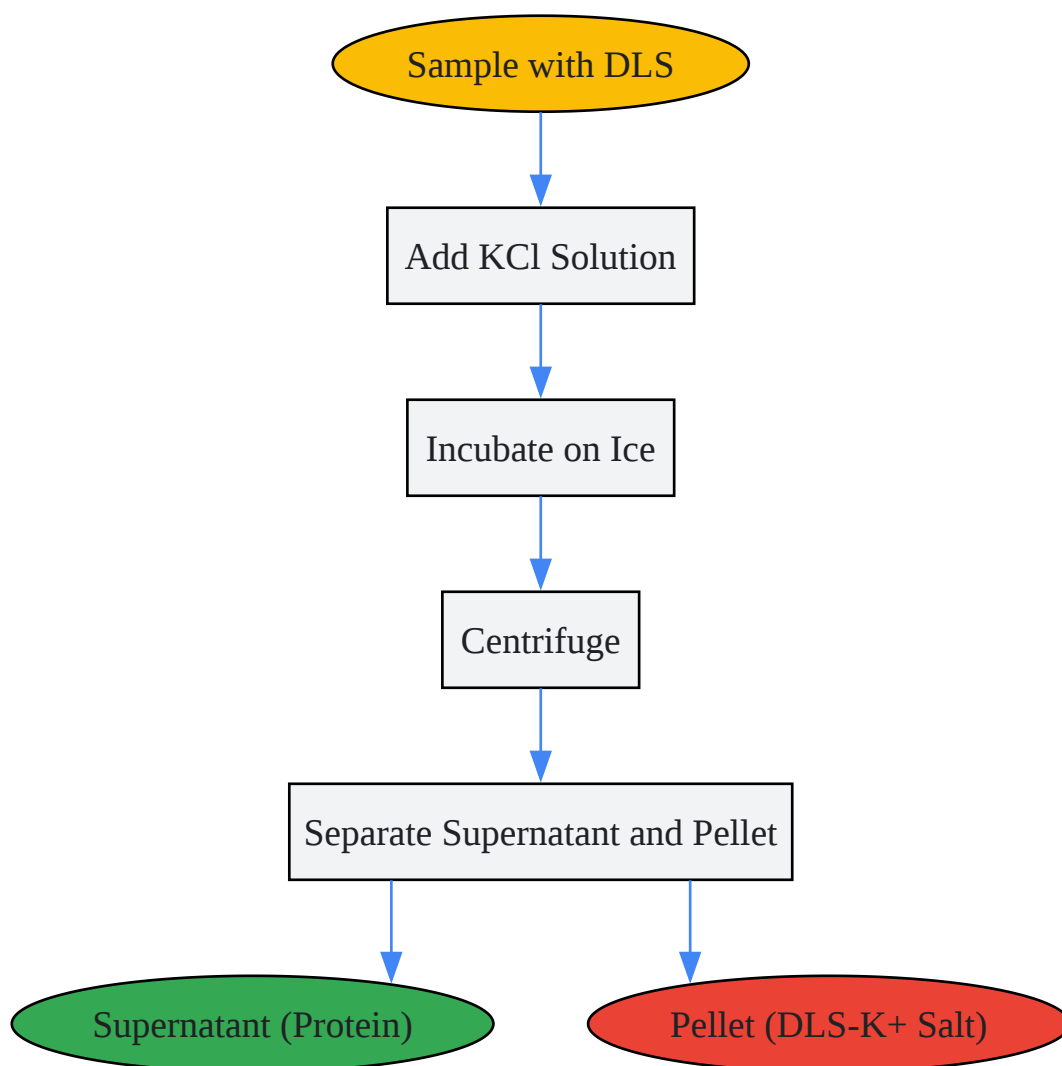 Sample with DLS
Add KCl Solution
Incubate on Ice
Centrifuge
Separate Supernatant and Pellet
Supernatant (Protein)
Pellet (DLS-K+ Salt)